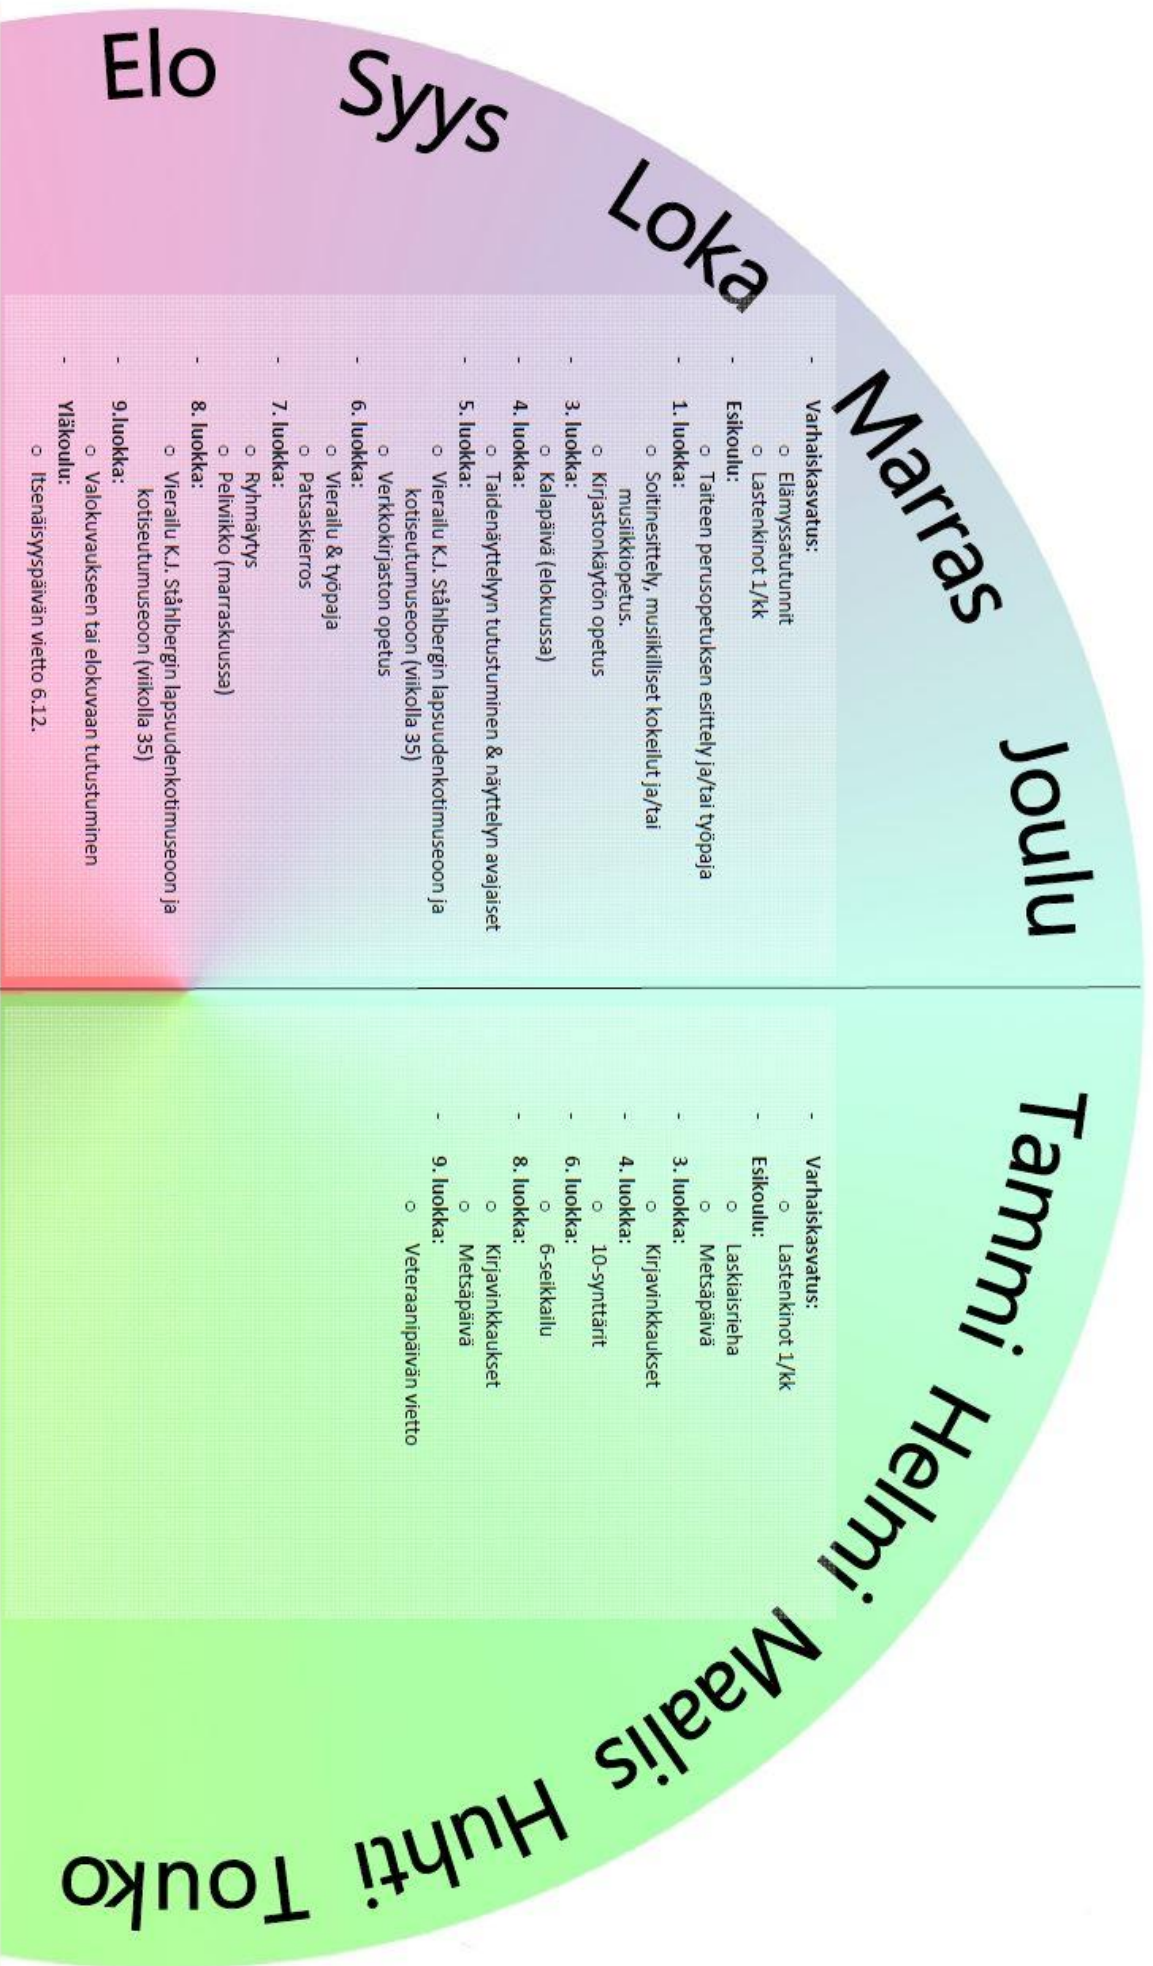 Elo
Syys
Loka
Marras
Joulu
Tammi
Helmi
Maalis
Huhti
Touko
- Varhaiskasvatus:
o Elämyssatutunnit
o Lastenkinot 1/kk
- Esikoulu:
o Taiteen perusopetuksen esittely ja/tai työpaja
- 1. luokka:
o Soitinesittely, musiikilliset kokeilut ja/tai
musiikkiopetus.
o Kirjastonkäytön opetus
- 3. luokka:
o Kalapäivä (elokuussa)
- 4. luokka:
o Taidenäyttelyyn tutustuminen & näyttelyn avajaiset
- 5. luokka:
o Vierailu K.J. Ståhlbergin lapsuudenkotimuseoon ja
kotiseutumuseoon (viikolla 35)
o Verkkokirjaston opetus
- 6. luokka:
o Vierailu & työpaja
o Patsaskierros
- 7. luokka:
o Ryhmäytys
o Peliviikko (marraskuussa)
- 8. luokka:
o Vierailu K.J. Ståhlbergin lapsuudenkotimuseoon ja
kotiseutumuseoon (viikolla 35)
- 9.luokka:
o Valokuvaukseen tai elokuvaan tutustuminen
- Yläkoulu:
o Itsenäisyyspäivän vietto 6.12.
- Varhaiskasvatus:
o Lastenkinot 1/kk
- Esikoulu:
o Laskiaisrieha
o Metsäpäivä
- 3. luokka:
o Kirjavinkkaukset
- 4. luokka:
o 10-synttärit
- 6. luokka:
o 6-seikkailu
- 8. luokka:
o Kirjavinkkaukset
o Metsäpäivä
- 9. luokka:
o Veteraanipäivän vietto